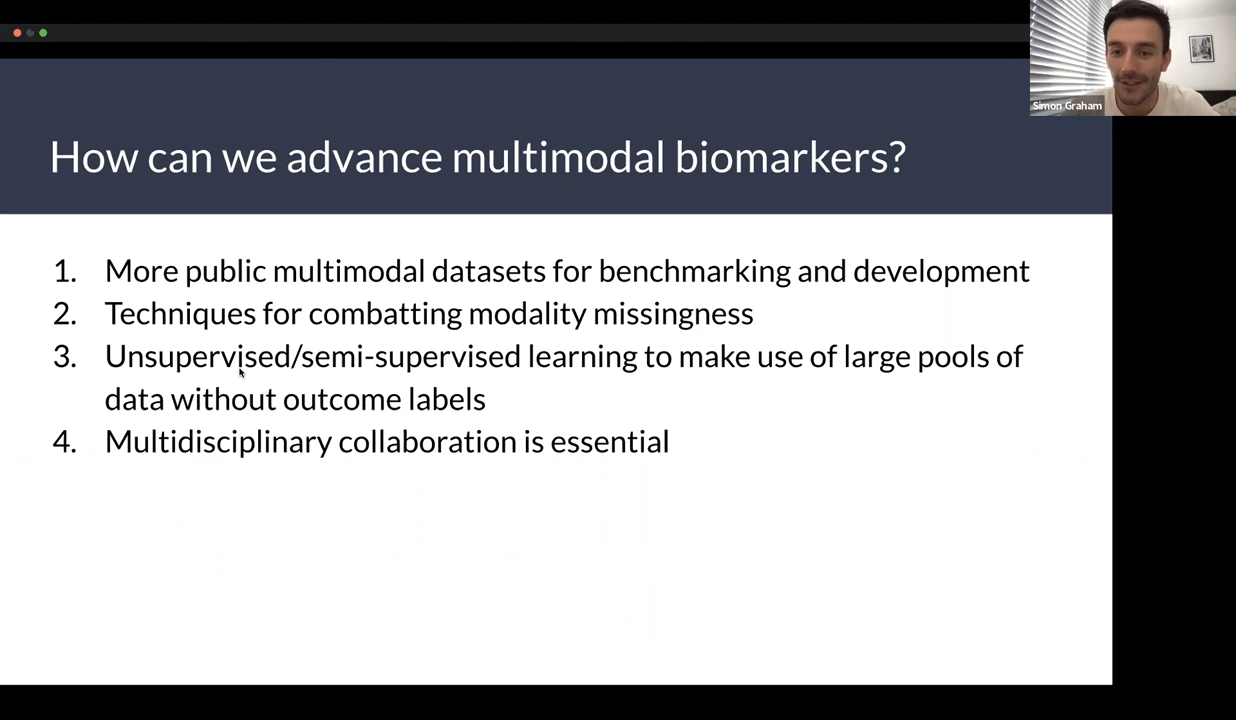 Simon Graham
How can we advance multimodal biomarkers?
1. More public multimodal datasets for benchmarking and development
2. Techniques for combatting modality missingness
3. Unsupervised/semi-supervised learning to make use of large pools of
data without outcome labels
4. Multidisciplinary collaboration is essential